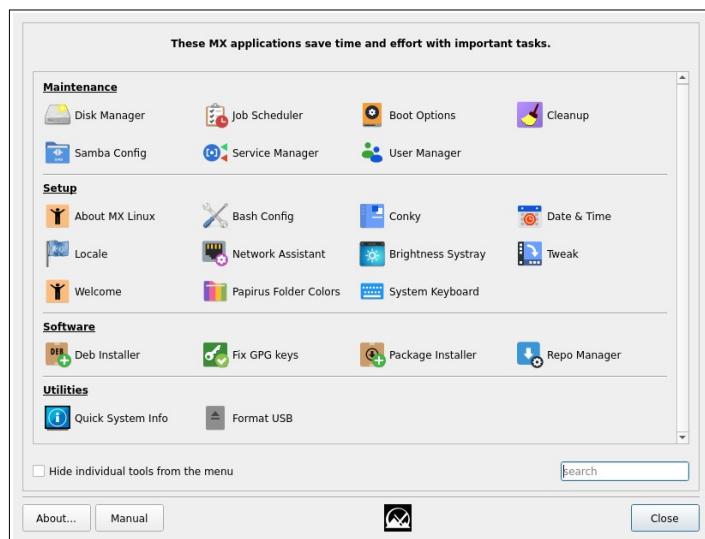 These MX applications save time and effort with important tasks.
Maintenance
Disk Manager Job Scheduler Boot Options Cleanup
Samba Config Service Manager User Manager
Setup
About MX Linux Bash Config Conky Date & Time
Locale Network Assistant Brightness Systray Tweak
Welcome Papirus Folder Colors System Keyboard
Software
DEB Deb Installer Fix GPG keys Package Installer Repo Manager
Utilities
Quick System Info Format USB
Hide individual tools from the menu search
About... Manual Close